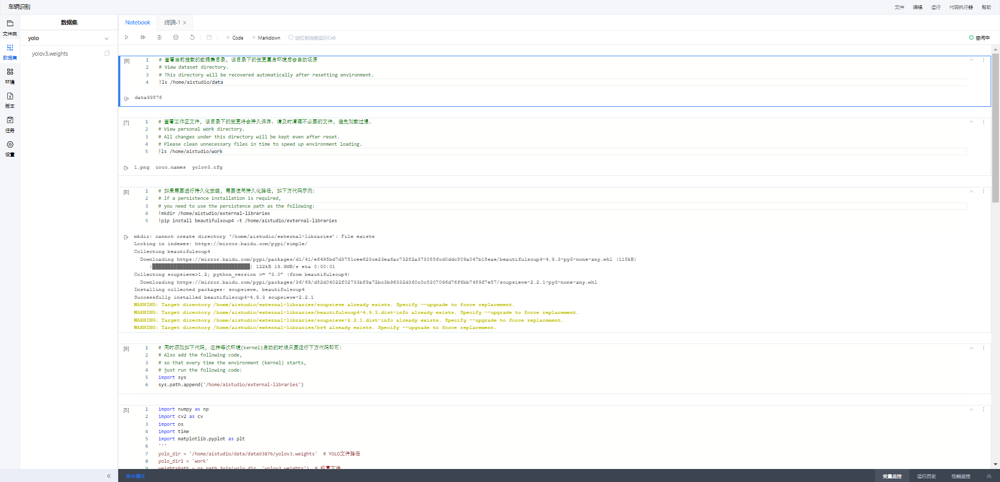 车辆识别
文件 编辑 运行 代码执行器 帮助
文件夹
数据集
环境
版本
任务
设置
数据集
yolo
yolov3.weights
Notebook 终端-1 x
+ Code + Markdown 定位到当前运行Cell
空闲中
[6]
1 # 查看当前挂载的数据集目录, 该目录下的变更重启环境后会自动还原
2 # View dataset directory.
3 # This directory will be recovered automatically after resetting environment.
4 !ls /home/aistudio/data
data93876
[7]
1 # 查看工作区文件, 该目录下的变更将会持久保存. 请及时清理不必要的文件, 避免加载过慢.
2 # View personal work directory.
3 # All changes under this directory will be kept even after reset.
4 # Please clean unnecessary files in time to speed up environment loading.
5 !ls /home/aistudio/work
1.png  coco.names  yolov3.cfg
[8]
1 # 如果需要进行持久化安装, 需要使用持久化路径, 如下方代码示例:
2 # If a persistence installation is required,
3 # you need to use the persistence path as the following:
4 !mkdir /home/aistudio/external-libraries
5 !pip install beautifulsoup4 -t /home/aistudio/external-libraries
mkdir: cannot create directory ‘/home/aistudio/external-libraries’: File exists
Looking in indexes: https://mirror.baidu.com/pypi/simple/
Collecting beautifulsoup4
Downloading https://mirror.baidu.com/pypi/packages/d1/41/e6495bd7d3781cee623ce23ea6ac73282a373088fcd0ddc809a047b18eae/beautifulsoup4-4.9.3-py3-none-any.whl (115kB)
122kB 19.9MB/s eta 0:00:01
Collecting soupsieve>1.2; python_version >= "3.0" (from beautifulsoup4)
Downloading https://mirror.baidu.com/pypi/packages/36/69/d82d04022f02733bf9a72bc3b96332d360c0c5307096d76f6bb7489f7e57/soupsieve-2.2.1-py3-none-any.whl
Installing collected packages: soupsieve, beautifulsoup4
Successfully installed beautifulsoup4-4.9.3 soupsieve-2.2.1
WARNING: Target directory /home/aistudio/external-libraries/soupsieve already exists. Specify --upgrade to force replacement.
WARNING: Target directory /home/aistudio/external-libraries/beautifulsoup4-4.9.3.dist-info already exists. Specify --upgrade to force replacement.
WARNING: Target directory /home/aistudio/external-libraries/soupsieve-2.2.1.dist-info already exists. Specify --upgrade to force replacement.
WARNING: Target directory /home/aistudio/external-libraries/bs4 already exists. Specify --upgrade to force replacement.
[9]
1 # 同时添加如下代码, 这样每次环境(kernel)启动的时候只要运行下方代码即可:
2 # Also add the following code,
3 # so that every time the environment (kernel) starts,
4 # just run the following code:
5 import sys
6 sys.path.append('/home/aistudio/external-libraries')
[5]
1 import numpy as np
2 import cv2 as cv
3 import os
4 import time
5 import matplotlib.pyplot as plt
6 '''
7 yolo_dir = '/home/aistudio/data/data93876/yolov3.weights'  # YOLO文件路径
8 yolo_dir1 = 'work'
9 weightsPath = os.path.join(yolo_dir, 'yolov3.weights')  # 权重文件
« 命令模式 变量监控 运行历史 性能监控